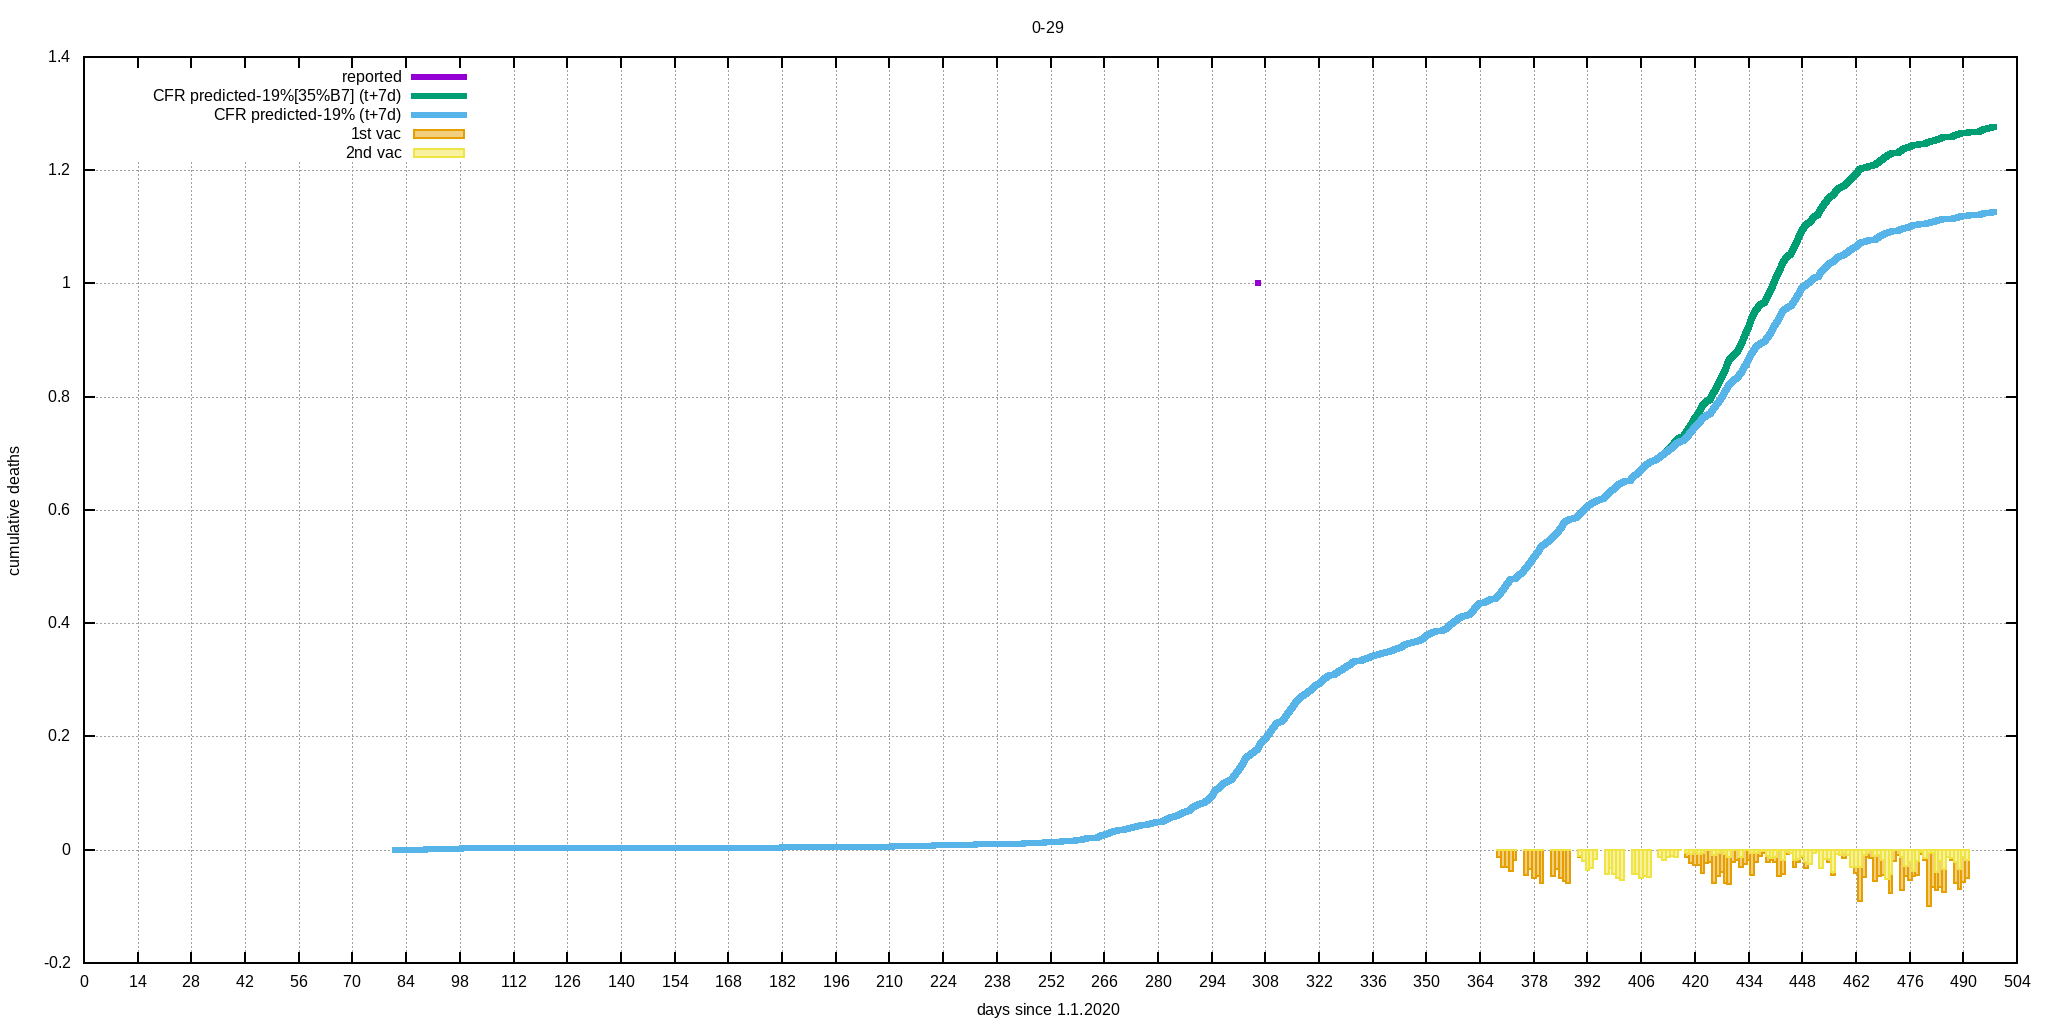 0-29
1.4
1.2
1
0.8
0.6
0.4
0.2
0
-0.2
reported
CFR predicted-19%[35%B7] (t+7d)
CFR predicted-19% (t+7d)
1st vac
2nd vac
cumulative deaths
0 14 28 42 56 70 84 98 112 126 140 154 168 182 196 210 224 238 252 266 280 294 308 322 336 350 364 378 392 406 420 434 448 462 476 490 504
days since 1.1.2020